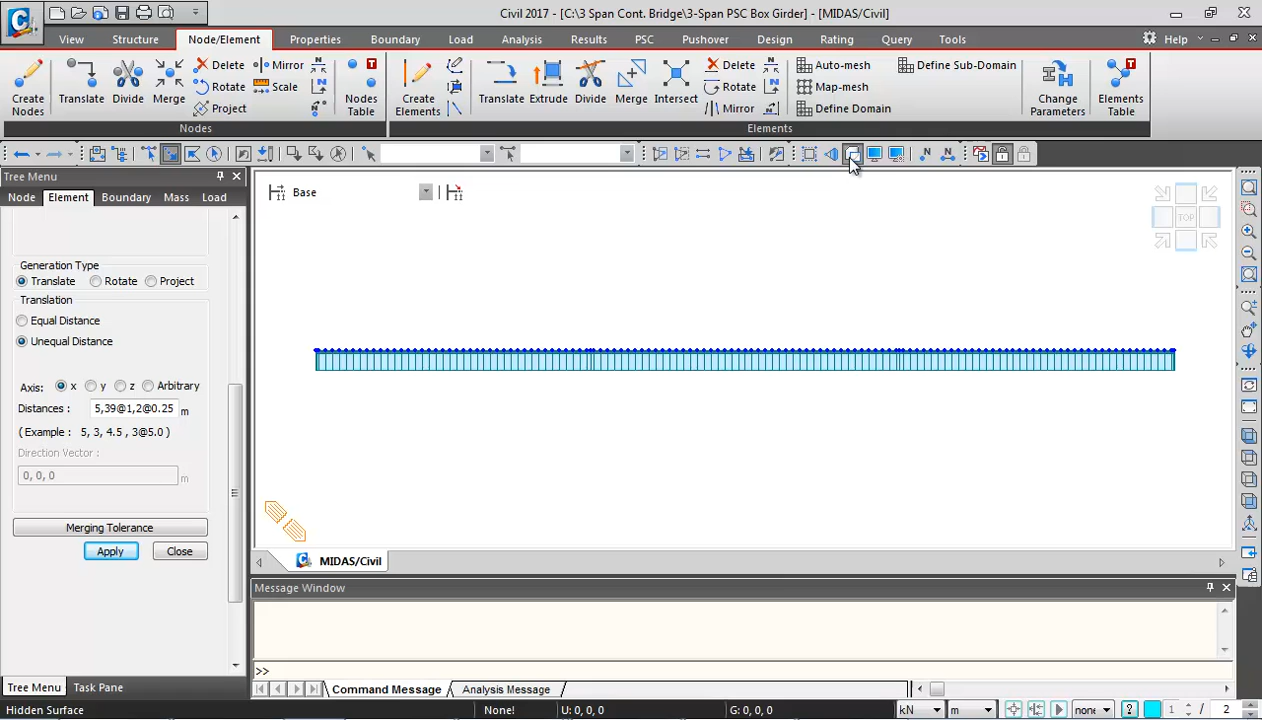 Civil 2017 - [C:\3 Span Cont. Bridge\3-Span PSC Box Girder] - [MIDAS/Civil]
View Structure Node/Element Properties Boundary Load Analysis Results PSC Pushover Design Rating Query Tools Help
Create Nodes Translate Divide Merge Delete Rotate Project Mirror Scale Nodes Table
Create Elements Translate Extrude Divide Merge Intersect Delete Rotate Mirror Auto-mesh Map-mesh Define Domain Define Sub-Domain Change Parameters Elements Table
Nodes Elements
Tree Menu
Node Element Boundary Mass Load
Base
TOP
Generation Type
Translate Rotate Project
Translation
Equal Distance
Unequal Distance
Axis: x y z Arbitrary
Distances : 5,39@1,2@0.25 m
( Example : 5, 3, 4.5 , 3@5.0 )
Direction Vector :
0, 0, 0 m
Merging Tolerance
Apply Close
MIDAS/Civil
Message Window
>>
Tree Menu Task Pane
Command Message Analysis Message
Hidden Surface None! U: 0, 0, 0 G: 0, 0, 0 kN m none ? 1 / 2